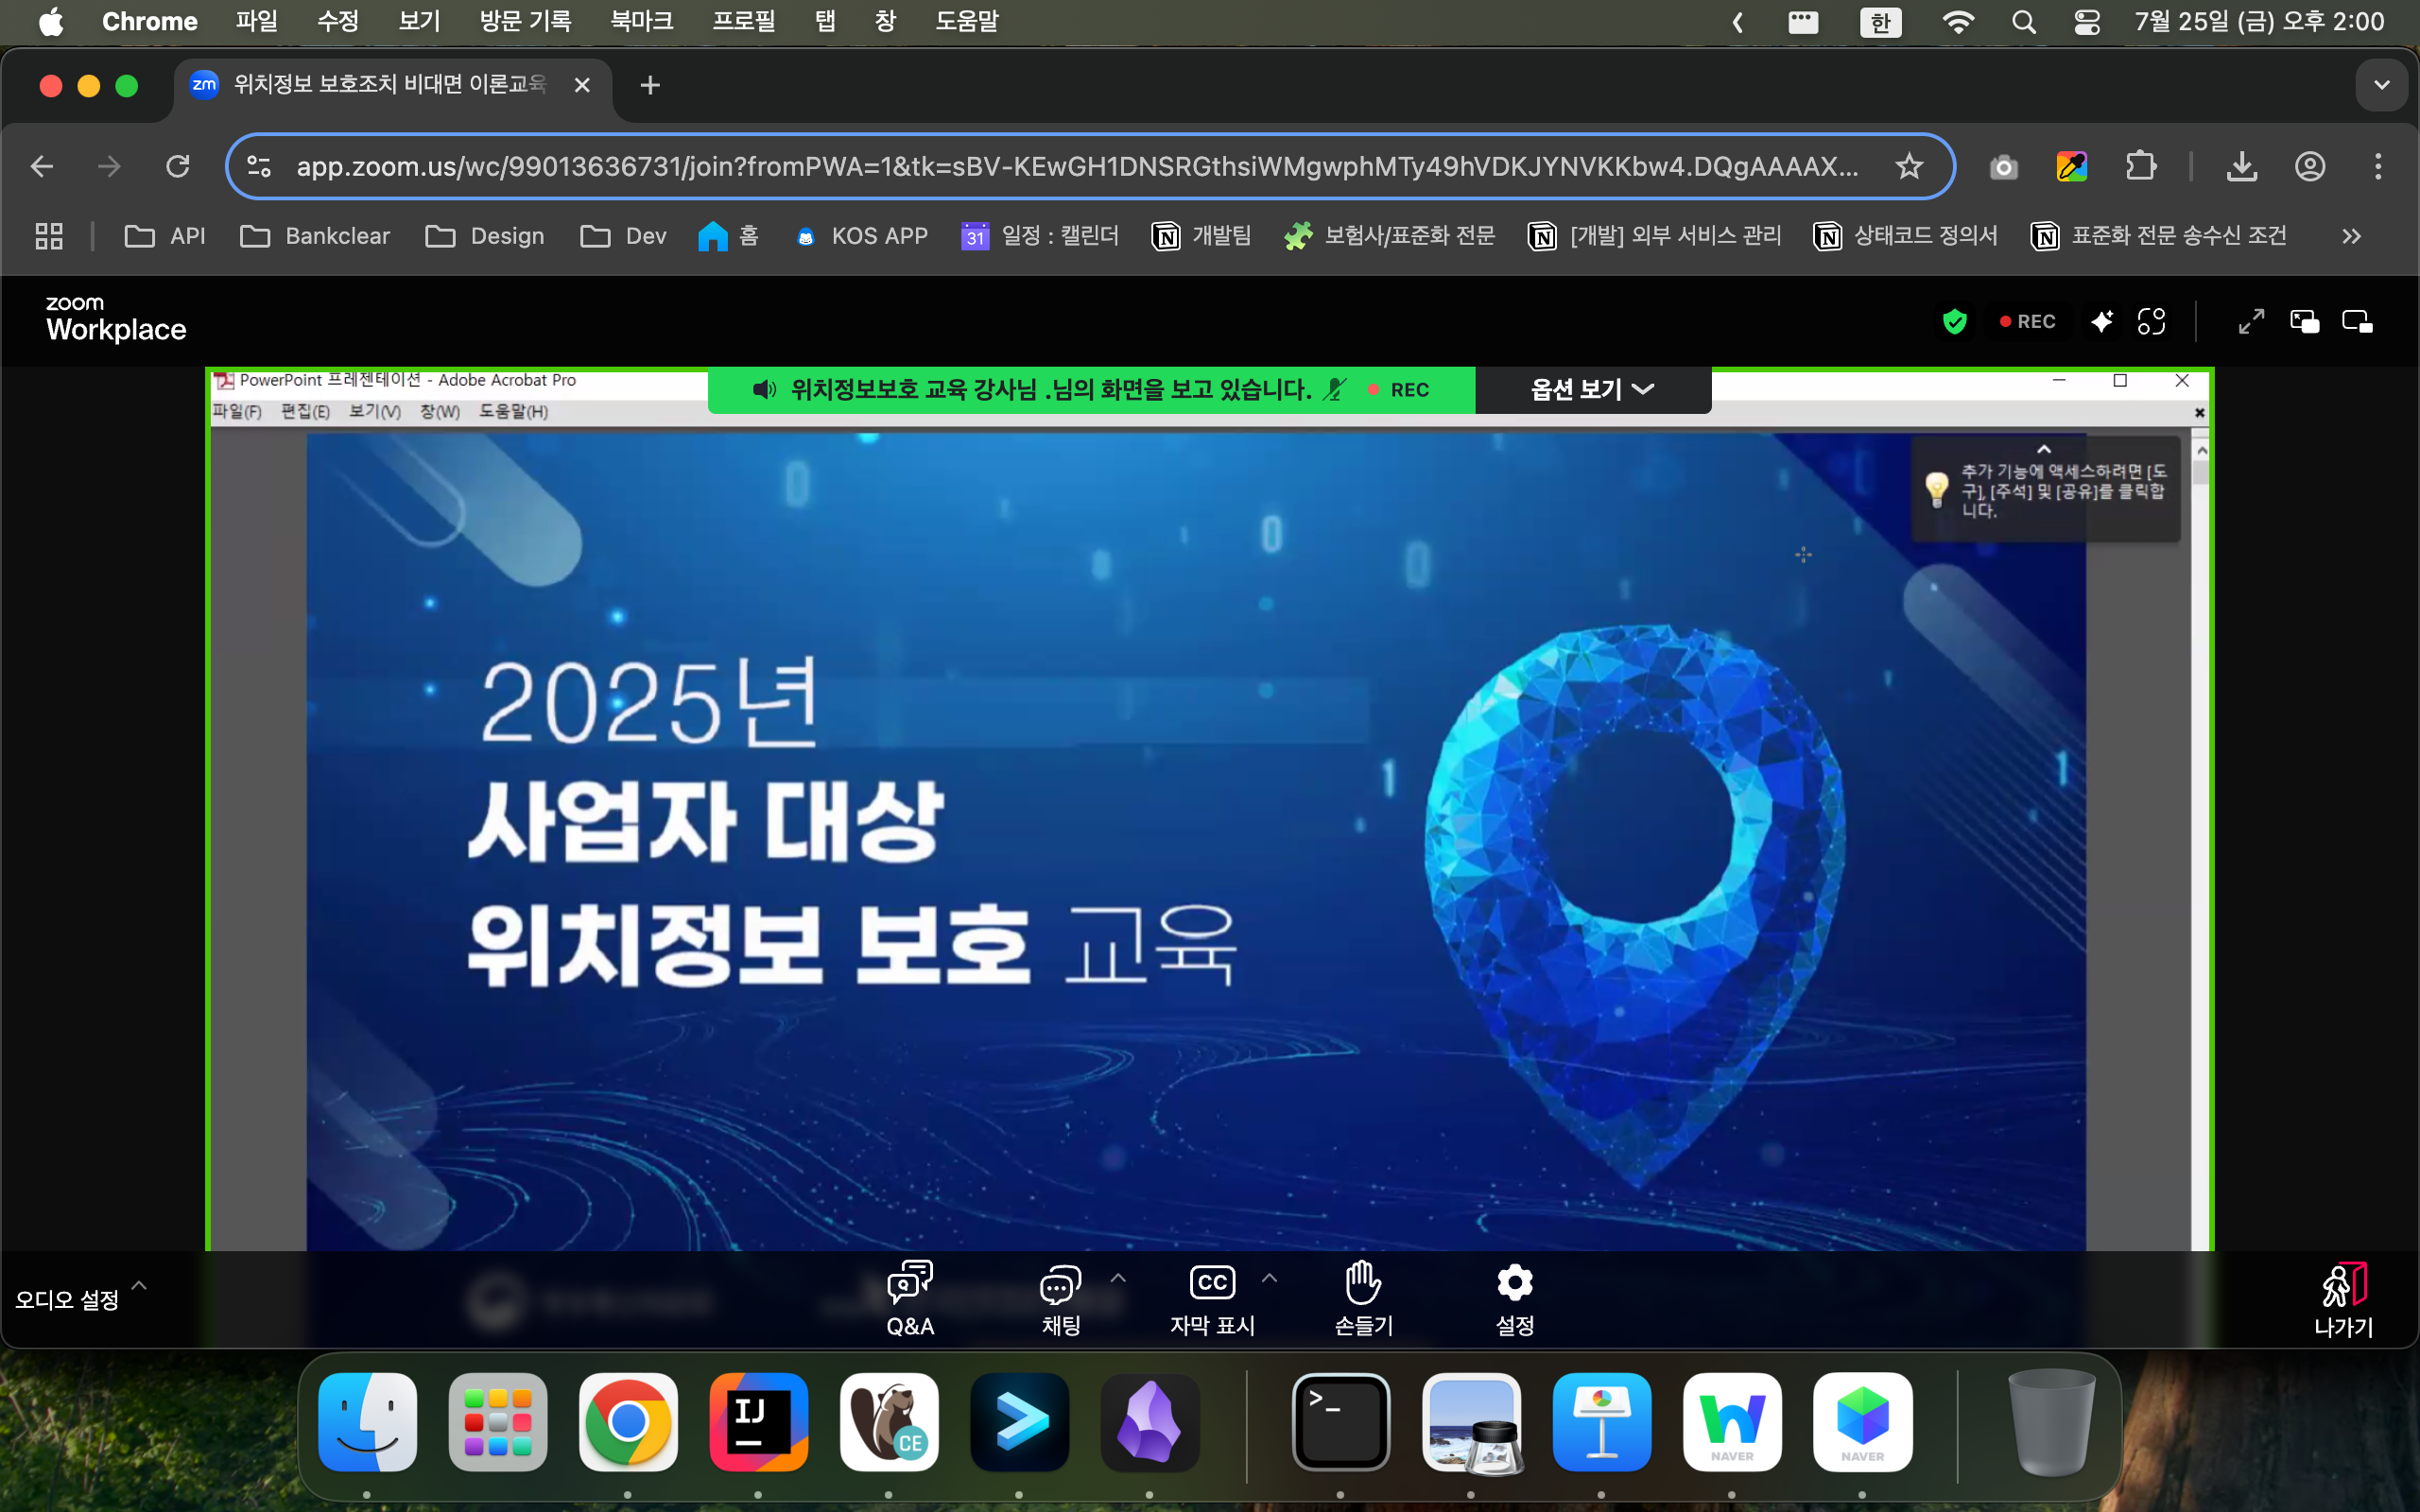 Chrome 파일 수정 보기 방문 기록 북마크 프로필 탭 창 도움말 한 7월 25일 (금) 오후 2:00
zm 위치정보 보호조치 비대면 이론교육
app.zoom.us/wc/99013636731/join?fromPWA=1&tk=sBV-KEwGH1DNSRGthsiWMgwphMTy49hVDKJYNVKKbw4.DQgAAAAX...
API Bankclear Design Dev 홈 KOS APP 31 일정 : 캘린더 개발팀 보험사/표준화 전문 [개발] 외부 서비스 관리 상태코드 정의서 표준화 전문 송수신 조건
zoom
Workplace
REC
PowerPoint 프레젠테이션 - Adobe Acrobat Pro
위치정보보호 교육 강사님 .님의 화면을 보고 있습니다. REC 옵션 보기
파일(F) 편집(E) 보기(V) 창(W) 도움말(H)
추가 기능에 액세스하려면 [도
구], [주석] 및 [공유]를 클릭합
니다.
2025년
사업자 대상
위치정보 보호 교육
오디오 설정
Q&A 채팅 CC 자막 표시 손들기 설정 나가기
IJ CE >_ NAVER NAVER